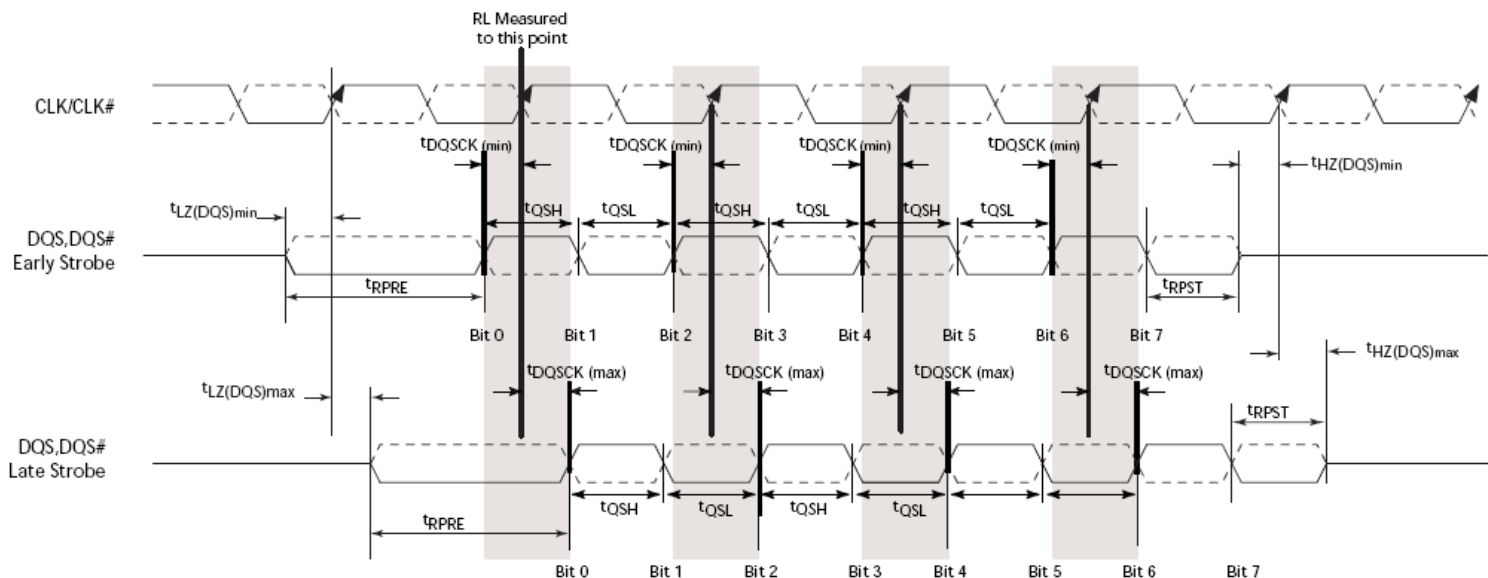 RL Measured
to this point
CLK/CLK#
tDQSCK (min) tDQSCK (min) tDQSCK (min) tDQSCK (min)
tHZ(DQS)min
tLZ(DQS)min
tQSH tQSL tQSH tQSL tQSH tQSL
DQS,DQS#
Early Strobe
tRPRE tRPST
Bit 0 Bit 1 Bit 2 Bit 3 Bit 4 Bit 5 Bit 6 Bit 7
tHZ(DQS)max
tDQSCK (max) tDQSCK (max) tDQSCK (max) tDQSCK (max)
tLZ(DQS)max
tRPST
DQS,DQS#
Late Strobe
tQSH tQSL tQSH tQSL
tRPRE
Bit 0 Bit 1 Bit 2 Bit 3 Bit 4 Bit 5 Bit 6 Bit 7